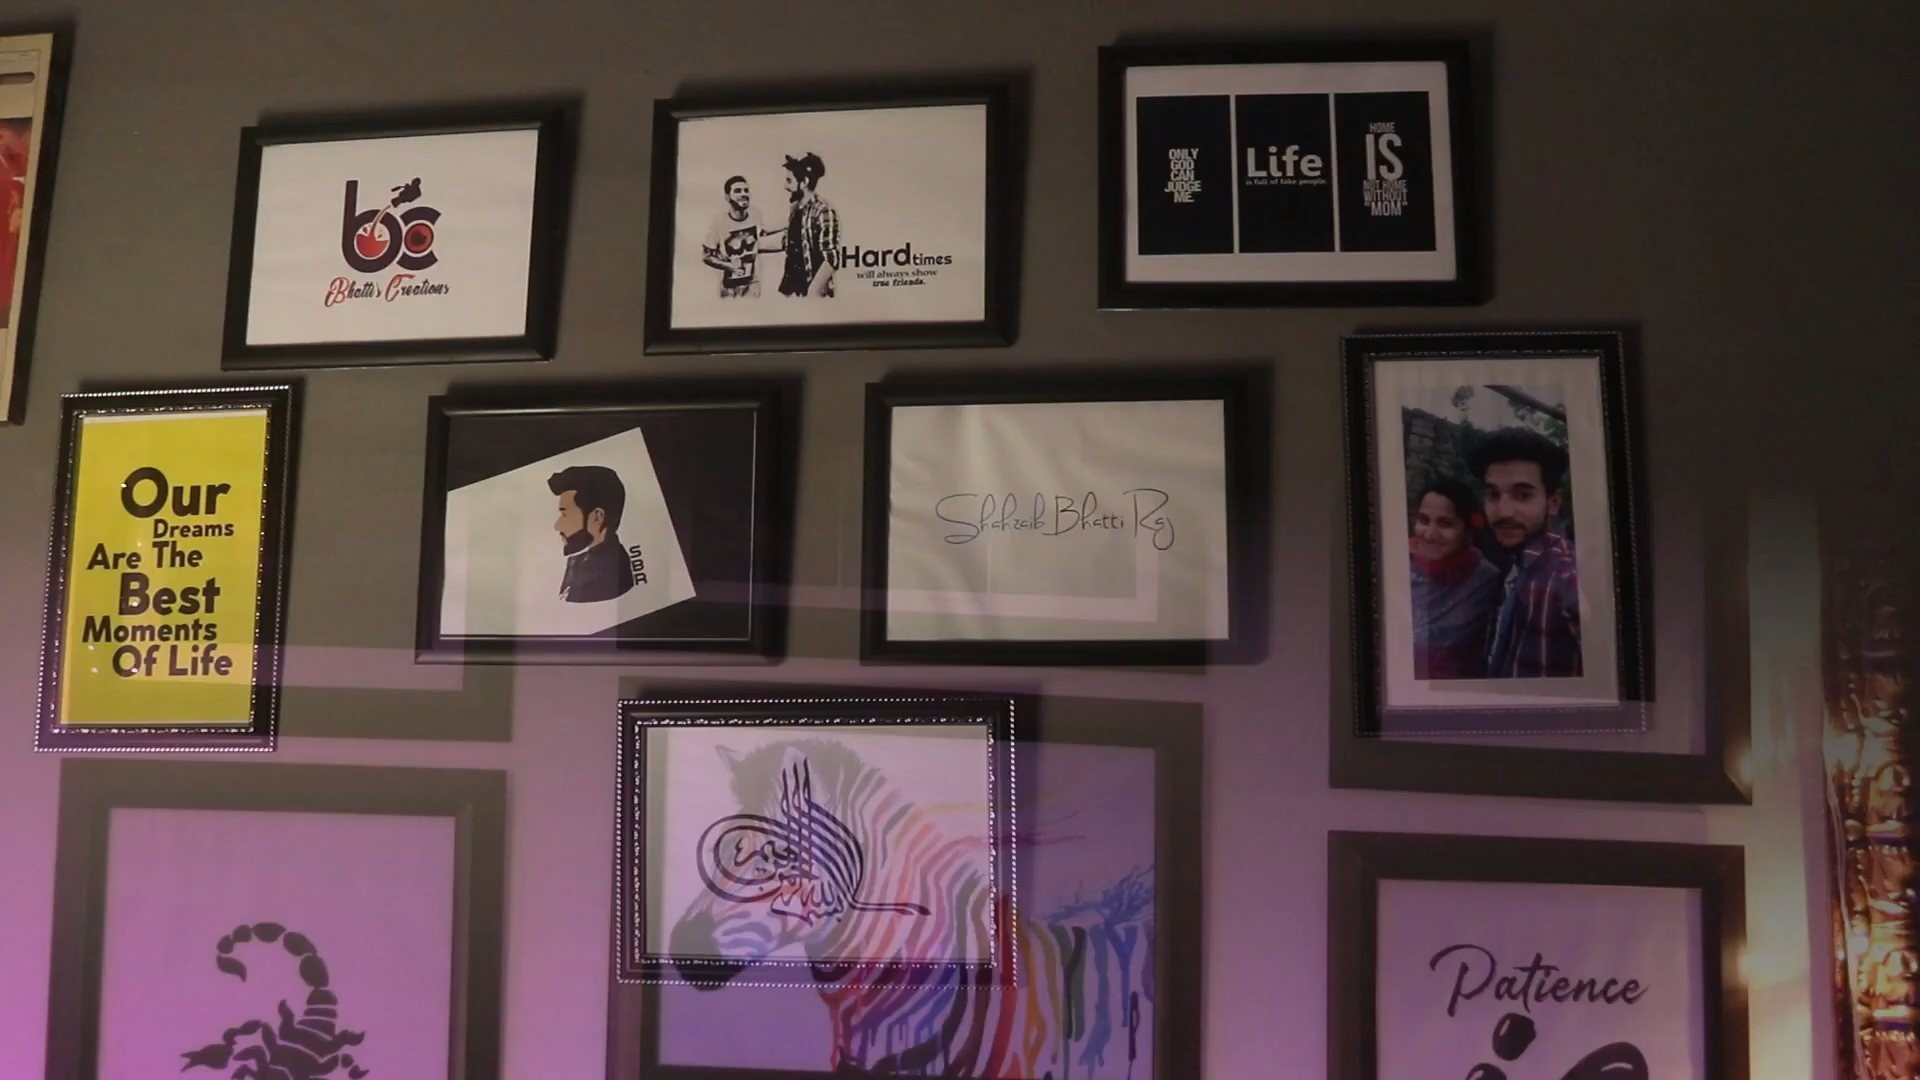 bc
Bhatti's Creations
Hard times
will always show
true friends.
ONLY
GOD
CAN
JUDGE
ME.
Life
is full of fake people.
HOME
IS
NOT HOME
WITHOUT
"MOM"
Our
Dreams
Are The
Best
Moments
Of Life
SBR
Shahzaib Bhatti Raj
Patience